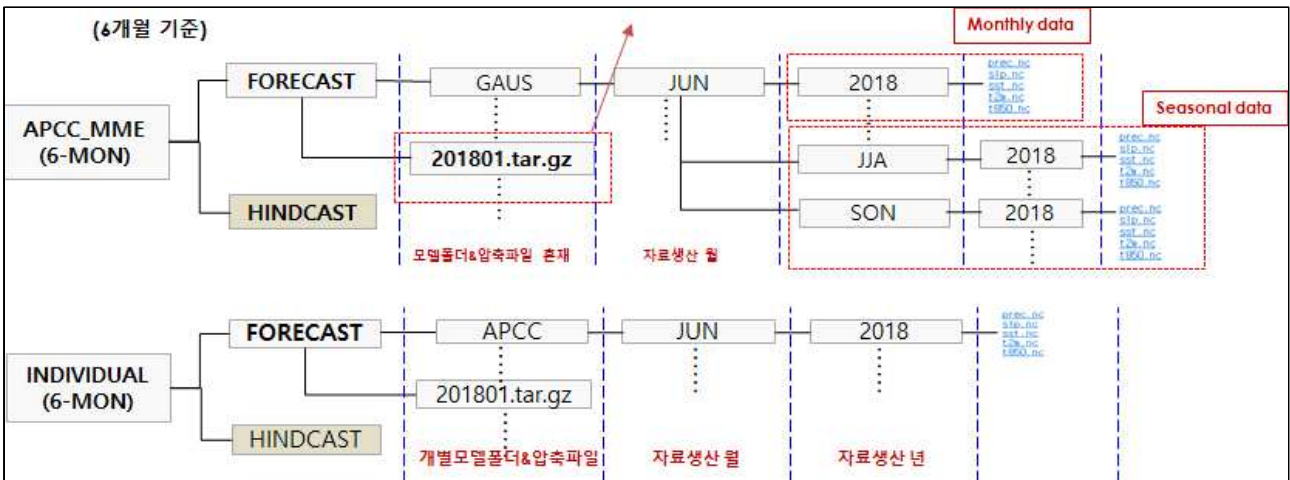 (6개월 기준)
Monthly data
FORECAST
GAUS
JUN
2018
prec.nc
slp.nc
sst.nc
t2m.nc
t850.nc
Seasonal data
APCC_MME
(6-MON)
201801.tar.gz
JJA
2018
prec.nc
slp.nc
sst.nc
t2m.nc
t850.nc
HINDCAST
SON
2018
prec.nc
slp.nc
sst.nc
t2m.nc
t850.nc
모델폴더&압축파일 혼재
자료생산 월
FORECAST
APCC
JUN
2018
prec.nc
slp.nc
sst.nc
t2m.nc
t850.nc
INDIVIDUAL
(6-MON)
201801.tar.gz
HINDCAST
개별모델폴더&압축파일
자료생산 월
자료생산 년